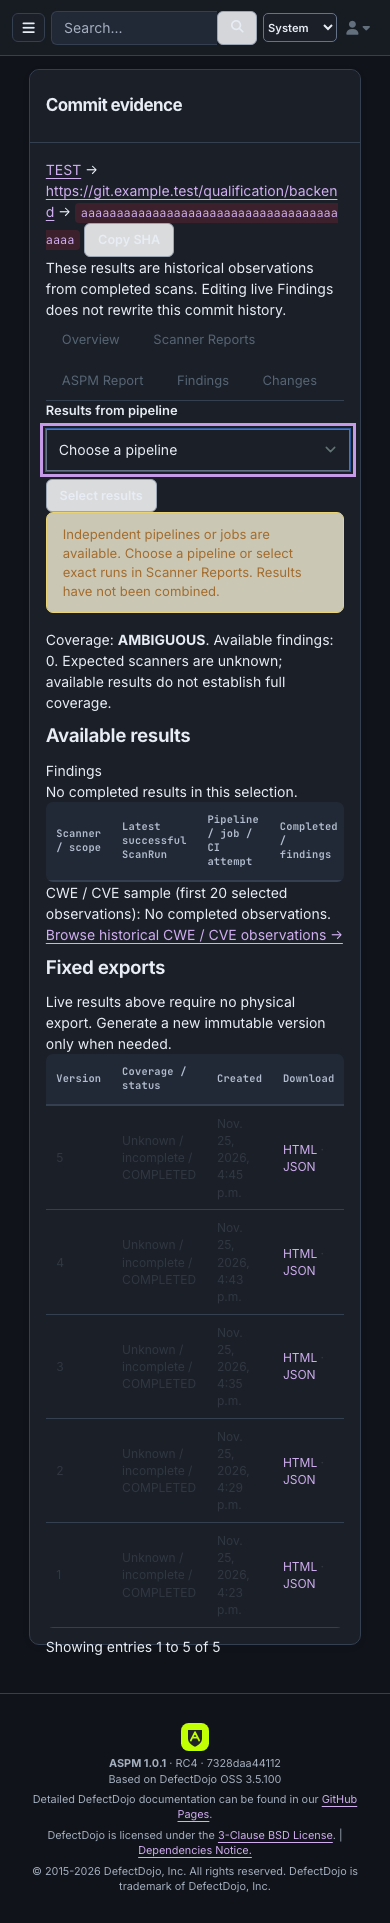 Search...
System
Commit evidence
TEST →
https://git.example.test/qualification/backen
d → aaaaaaaaaaaaaaaaaaaaaaaaaaaaaaaaaaaa
aaaa Copy SHA
These results are historical observations
from completed scans. Editing live Findings
does not rewrite this commit history.
Overview Scanner Reports
ASPM Report Findings Changes
Results from pipeline
Choose a pipeline
Select results
Independent pipelines or jobs are
available. Choose a pipeline or select
exact runs in Scanner Reports. Results
have not been combined.
Coverage: AMBIGUOUS. Available findings:
0. Expected scanners are unknown;
available results do not establish full
coverage.
Available results
Findings
No completed results in this selection.
Scanner / scope
Latest successful ScanRun
Pipeline / job / CI attempt
Completed / findings
CWE / CVE sample (first 20 selected
observations): No completed observations.
Browse historical CWE / CVE observations →
Fixed exports
Live results above require no physical
export. Generate a new immutable version
only when needed.
Version Coverage / status Created Download
5 Unknown / incomplete / COMPLETED Nov. 25, 2026, 4:45 p.m. HTML · JSON
4 Unknown / incomplete / COMPLETED Nov. 25, 2026, 4:43 p.m. HTML · JSON
3 Unknown / incomplete / COMPLETED Nov. 25, 2026, 4:35 p.m. HTML · JSON
2 Unknown / incomplete / COMPLETED Nov. 25, 2026, 4:29 p.m. HTML · JSON
1 Unknown / incomplete / COMPLETED Nov. 25, 2026, 4:23 p.m. HTML · JSON
Showing entries 1 to 5 of 5
ASPM 1.0.1 · RC4 · 7328daa44112
Based on DefectDojo OSS 3.5.100
Detailed DefectDojo documentation can be found in our GitHub
Pages.
DefectDojo is licensed under the 3-Clause BSD License. |
Dependencies Notice.
© 2015-2026 DefectDojo, Inc. All rights reserved. DefectDojo is
trademark of DefectDojo, Inc.